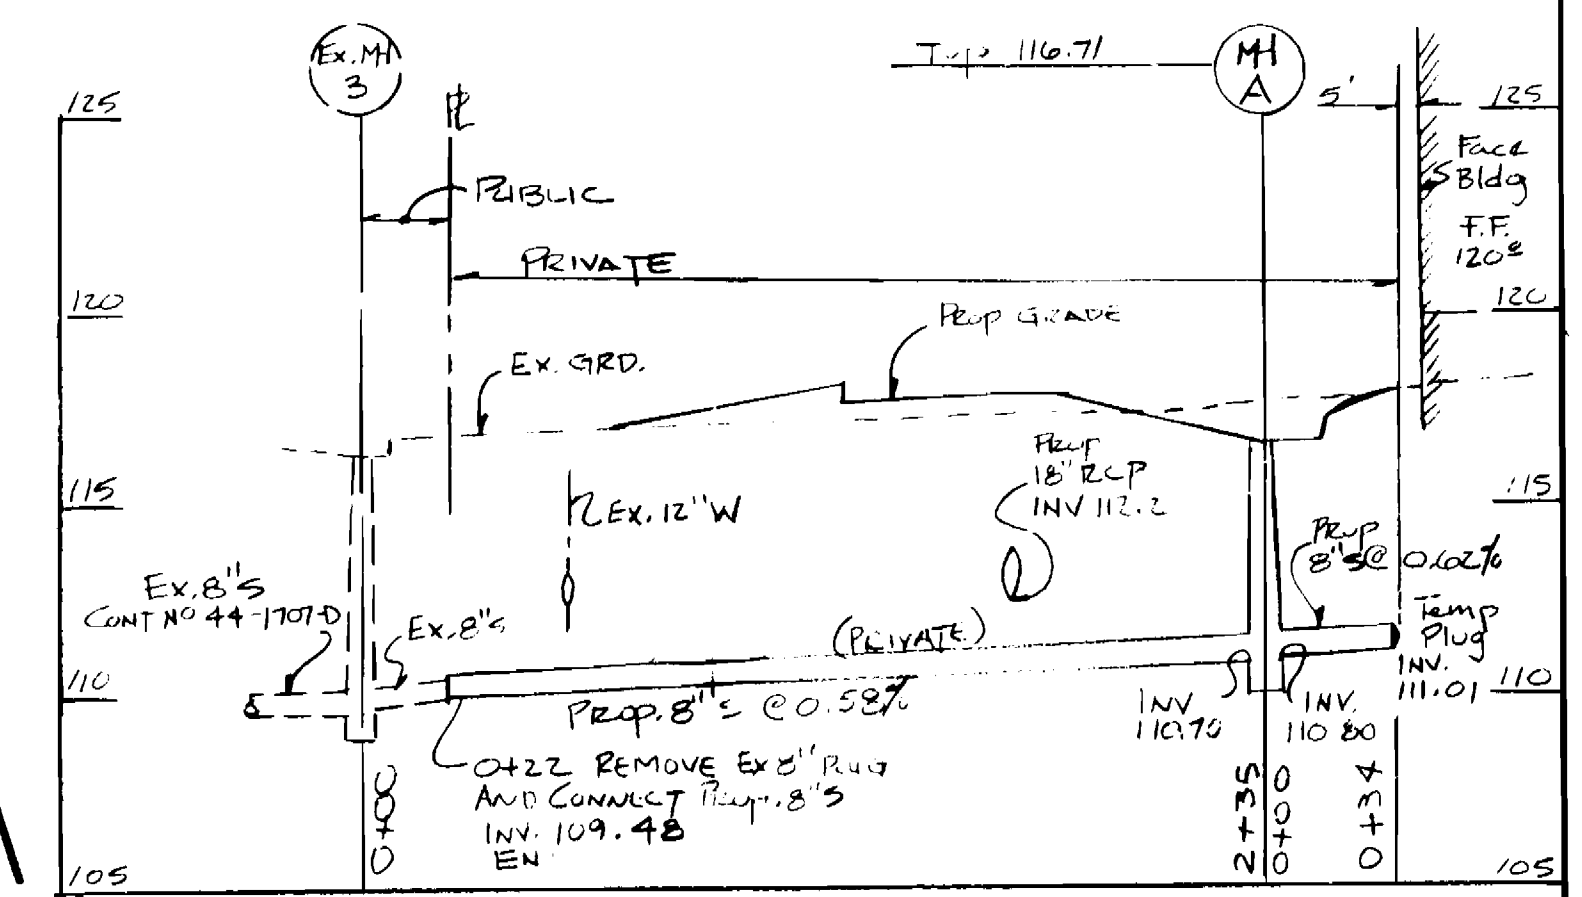 Ex. MH
3
Top 116.71
MH
A
5'
125
125
PL
PUBLIC
Face
Bldg
F.F.
PRIVATE
120
120
PROP GRADE
EX. GRD.
PROP
18" RCP
INV 112.2
115
115
EX. 12" W
PROP
8"S @ 0.62%
Ex. 8"S
CONT NO 44-1707-D
Ex. 8"S
(PRIVATE)
Temp
Plug
INV.
111.01
110
110
PROP. 8"S @ 0.58%
INV
110.70
INV.
110.80
0+22 REMOVE EX 8" PLUG
AND CONNECT PROP. 8"S
INV. 109.48
0+00
2+35
0+00
0+34
105
105